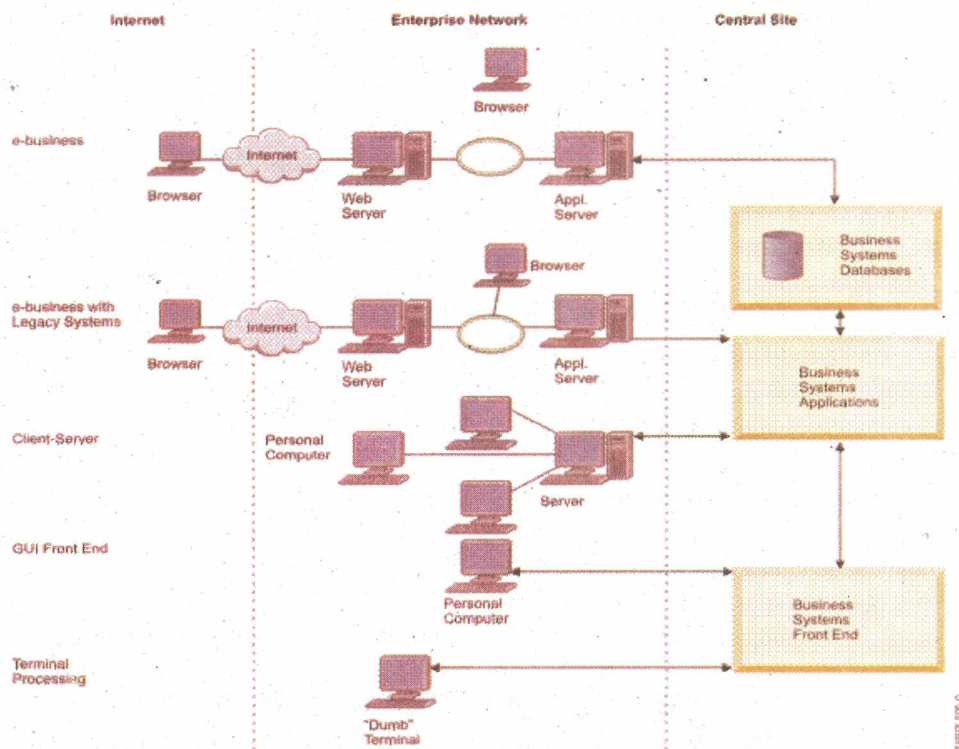 Internet
Enterprise Network
Central Site
Browser
e-business
Internet
Browser
Web
Server
Appl.
Server
Business
Systems
Databases
Browser
e-business with
Legacy Systems
Internet
Browser
Web
Server
Appl.
Server
Business
Systems
Applications
Client-Server
Personal
Computer
Server
GUI Front End
Personal
Computer
Business
Systems
Front End
Terminal
Processing
"Dumb"
Terminal